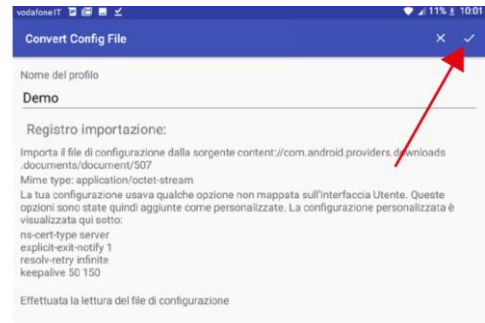 vodafone IT
11% 10:01
Convert Config File
Nome del profilo
Demo
Registro importazione:
Importa il file di configurazione dalla sorgente content://com.android.providers.downloads
.documents/document/507
Mime type: application/octet-stream
La tua configurazione usava qualche opzione non mappata sull'Interfaccia Utente. Queste
opzioni sono state quindi aggiunte come personalizzate. La configurazione personalizzata è
visualizzata qui sotto:
ns-cert-type server
explicit-exit-notify 1
resolv-retry infinite
keepalive 50 150
Effettuata la lettura del file di configurazione